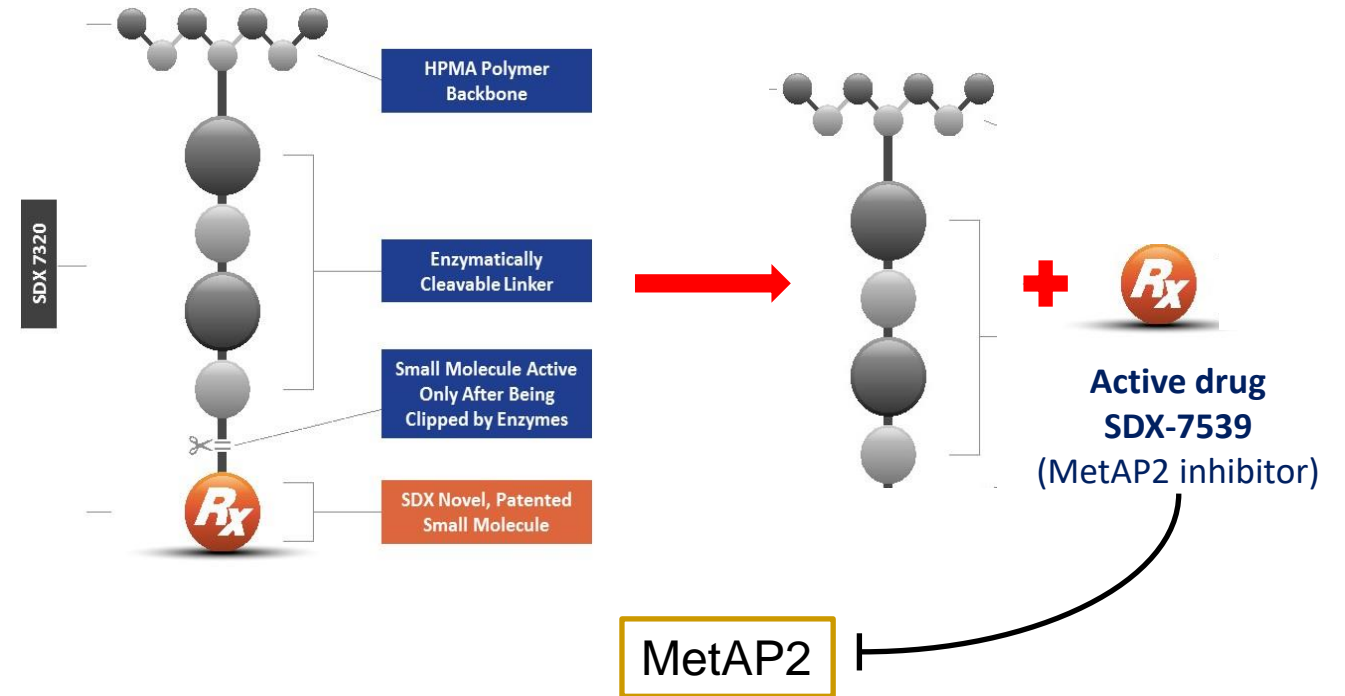 HPMA Polymer
Backbone
SDX 7320
Enzymatically
Cleavable Linker
Small Molecule Active
Only After Being
Clipped by Enzymes
Rx
SDX Novel, Patented
Small Molecule
Rx
Active drug
SDX-7539
(MetAP2 inhibitor)
MetAP2